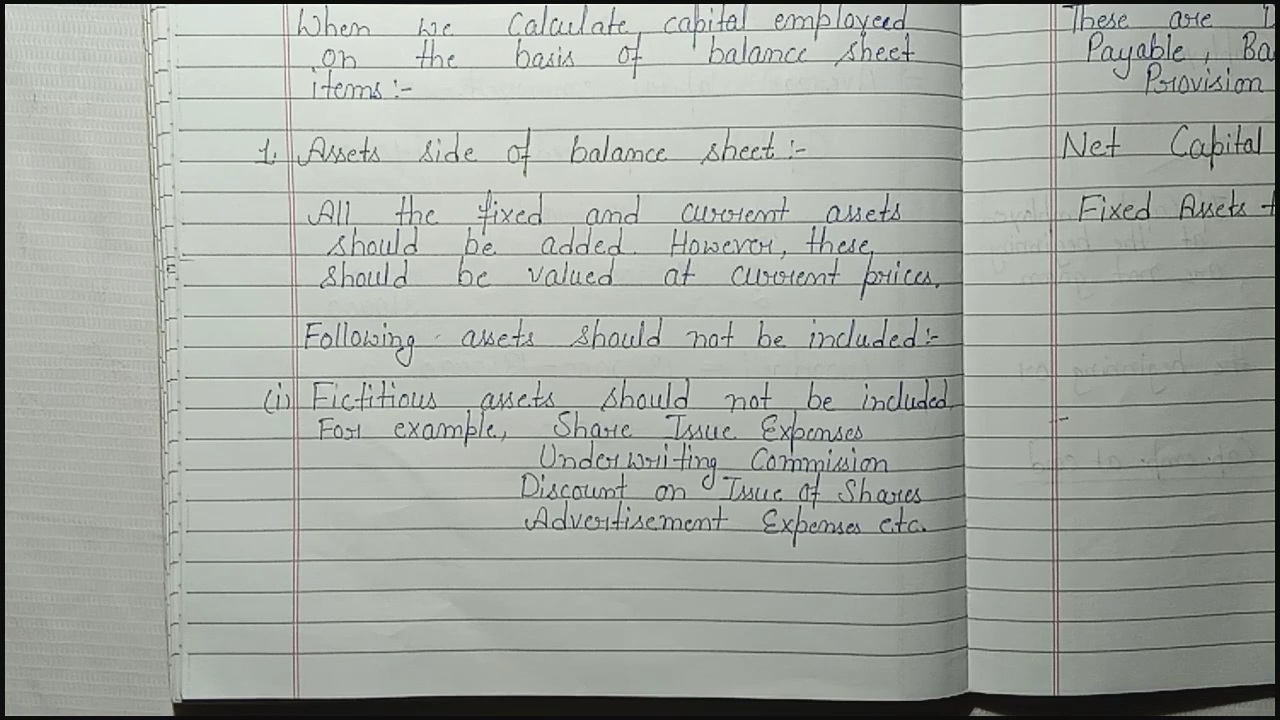 When we Calculate capital employeed
on the basis of balance sheet
items :-
1. Assets side of balance sheet :-
All the fixed and current assets
should be added. However, these
should be valued at current prices.
Following assets should not be included :-
(i) Fictitious assets should not be included.
For example, Share Issue Expenses
Underwriting Commission
Discount on Issue of Shares
Advertisement Expenses etc.
These are
Payable, Ba
Provision
Net Capital
Fixed Assets +